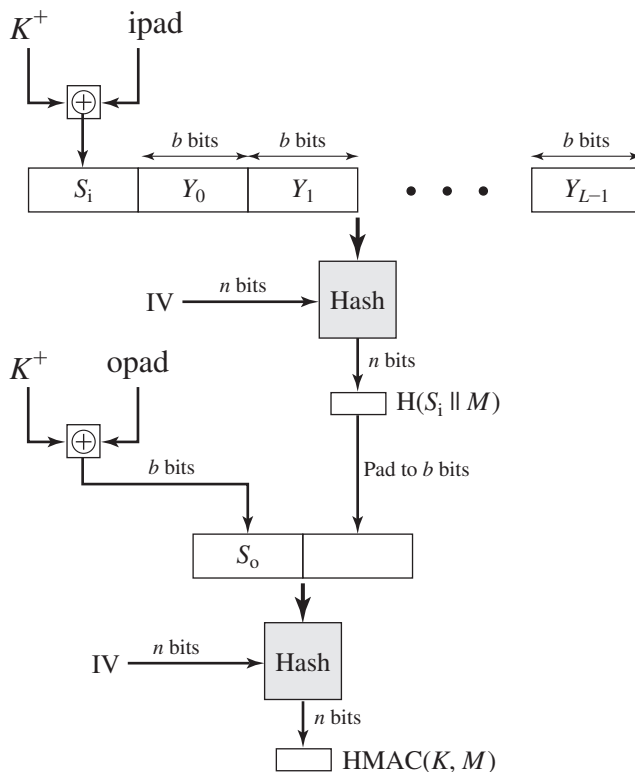 K+ ipad
b bits b bits b bits
Si Y0 Y1 • • • YL–1
IV n bits Hash
n bits
H(Si || M)
K+ opad
b bits Pad to b bits
So
IV n bits Hash
n bits
HMAC(K, M)